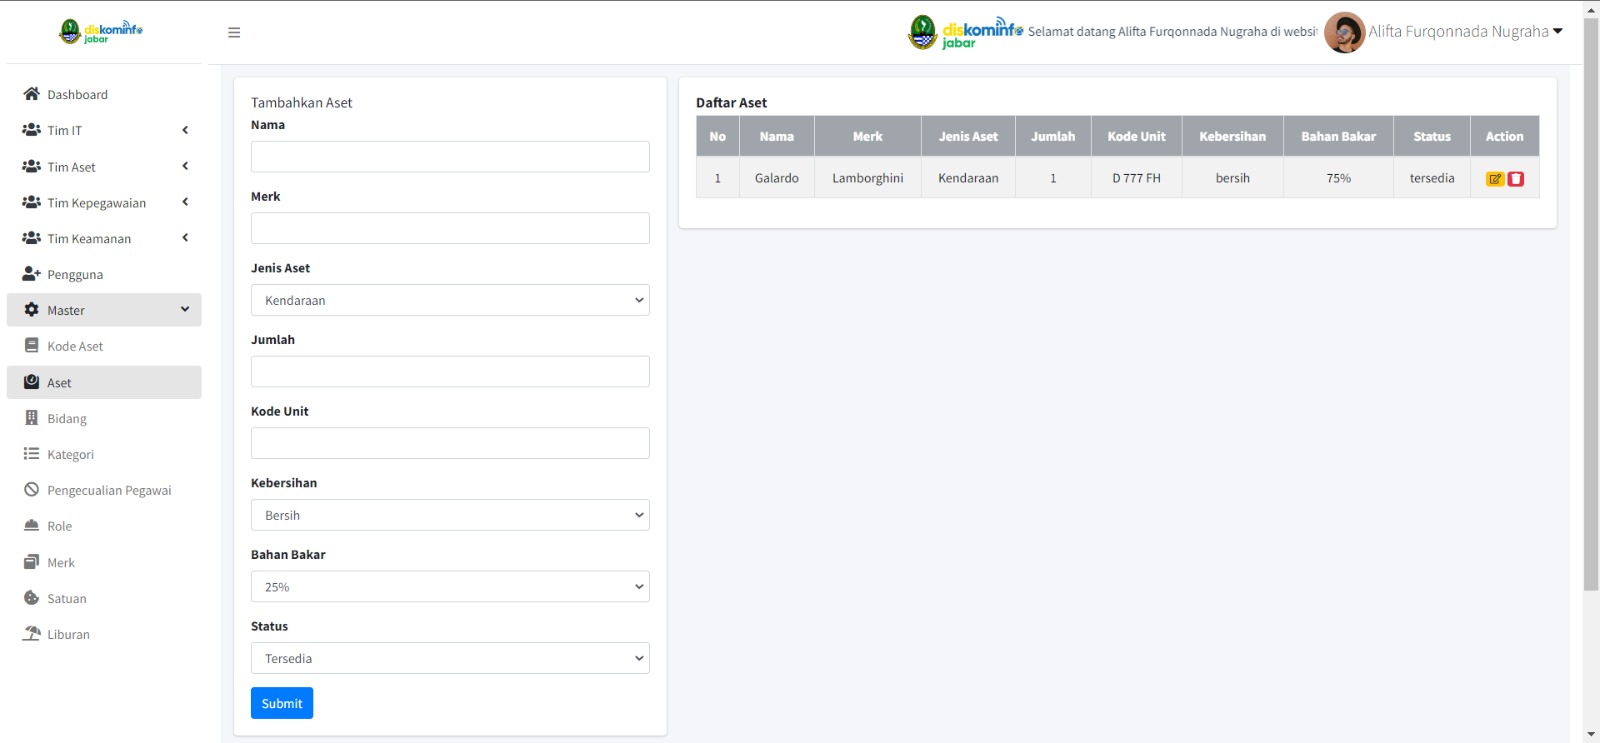 diskominfo
jabar
diskominfo
jabar
Selamat datang Alifta Furqonnada Nugraha di websi
Alifta Furqonnada Nugraha
Dashboard
Tim IT
Tim Aset
Tim Kepegawaian
Tim Keamanan
Pengguna
Master
Kode Aset
Aset
Bidang
Kategori
Pengecualian Pegawai
Role
Merk
Satuan
Liburan
Tambahkan Aset
Nama
Merk
Jenis Aset
Kendaraan
Jumlah
Kode Unit
Kebersihan
Bersih
Bahan Bakar
25%
Status
Tersedia
Submit
Daftar Aset
No Nama Merk Jenis Aset Jumlah Kode Unit Kebersihan Bahan Bakar Status Action
1 Galardo Lamborghini Kendaraan 1 D 777 FH bersih 75% tersedia